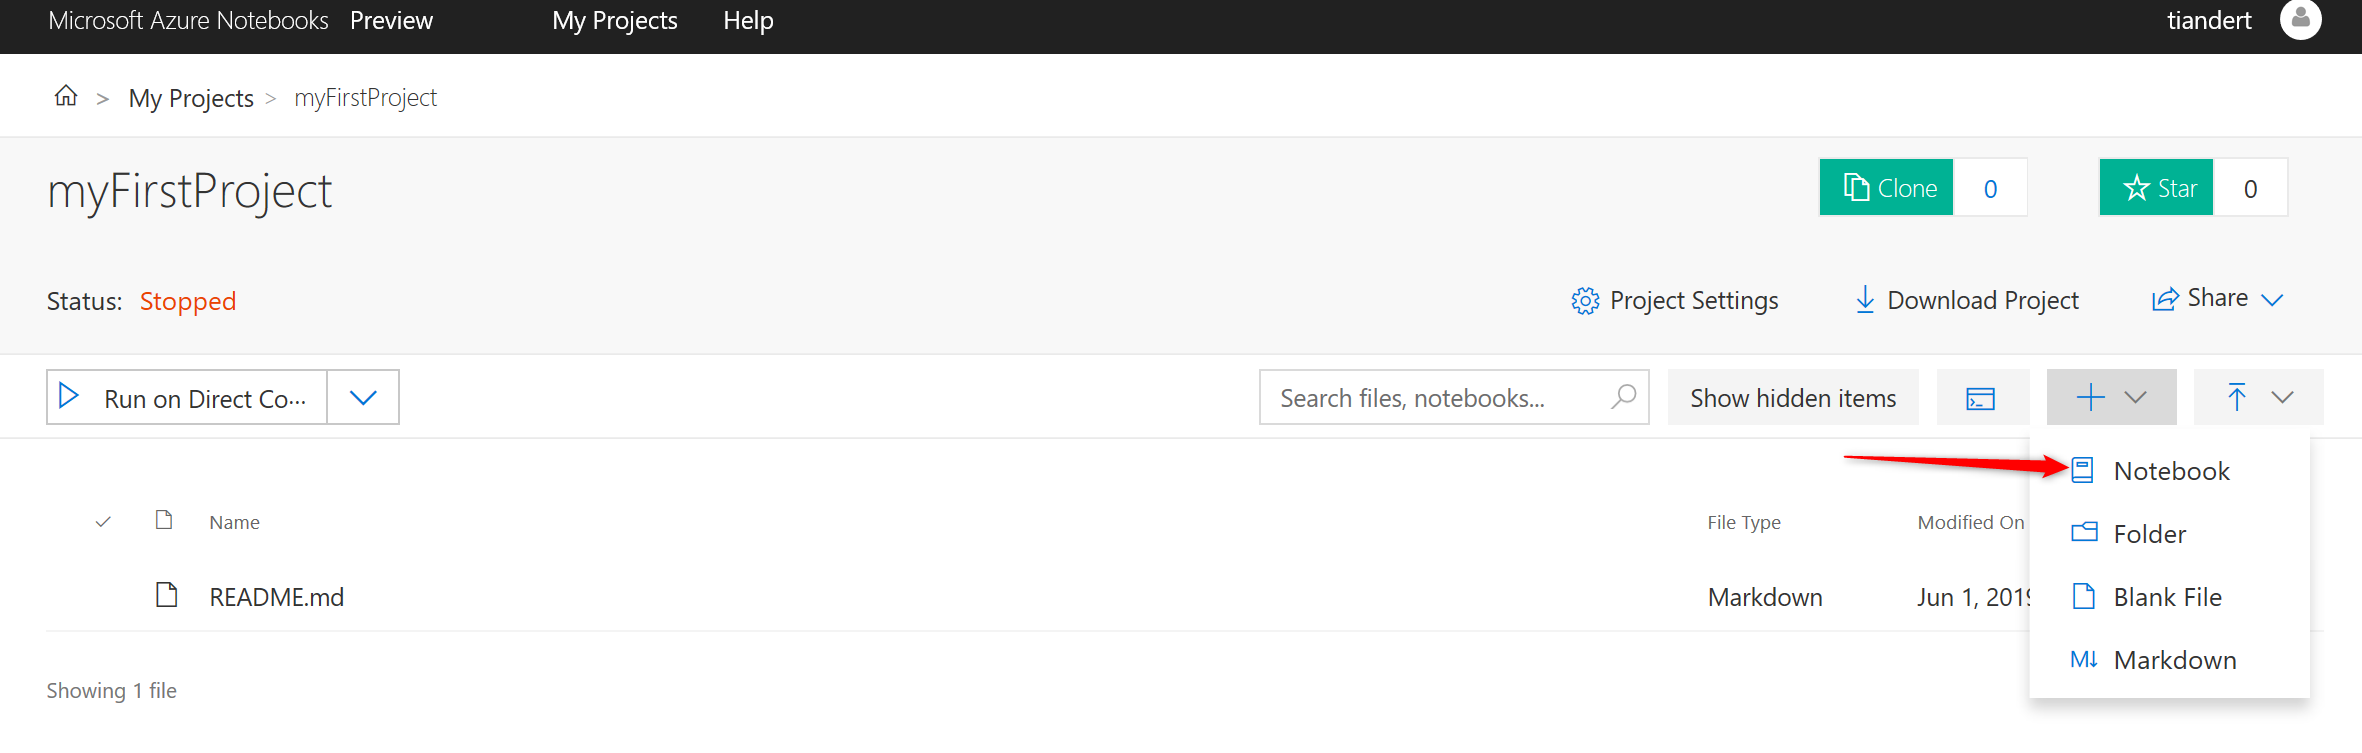 Microsoft Azure Notebooks Preview My Projects Help tiandert
> My Projects > myFirstProject
myFirstProject
Clone 0 Star 0
Status: Stopped
Project Settings Download Project Share
Run on Direct Co... Search files, notebooks... Show hidden items
Notebook
Name File Type Modified On
Folder
README.md Markdown Jun 1, 2019
Blank File
Markdown
Showing 1 file